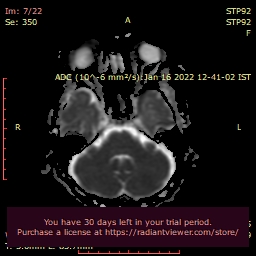 Im: 7/22
Se: 350
STP92
STP92
F
A
ADC (10^-6 mm²/s):Jan 16 2022 12-41-02 IST
R
L
You have 30 days left in your trial period.
Purchase a license at https://radiantviewer.com/store/